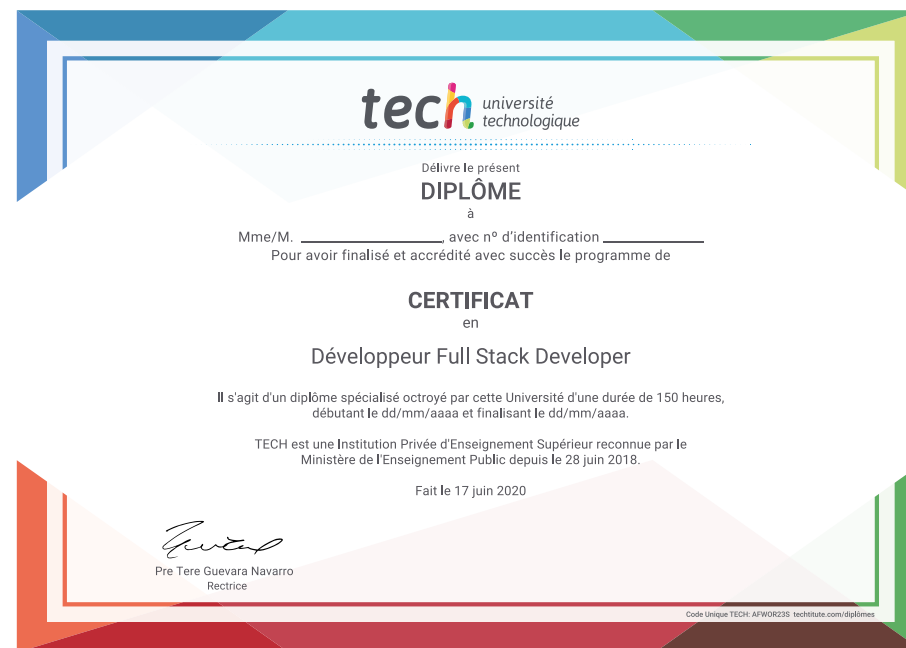 tech université
technologique
Délivre le présent
DIPLÔME
à
Mme/M. ____________________, avec nº d'identification ______________
Pour avoir finalisé et accrédité avec succès le programme de
CERTIFICAT
en
Développeur Full Stack Developer
Il s'agit d'un diplôme spécialisé octroyé par cette Université d'une durée de 150 heures,
débutant le dd/mm/aaaa et finalisant le dd/mm/aaaa.
TECH est une Institution Privée d'Enseignement Supérieur reconnue par le
Ministère de l'Enseignement Public depuis le 28 juin 2018.
Fait le 17 juin 2020
Pre Tere Guevara Navarro
Rectrice
Code Unique TECH: AFWOR23S techtitute.com/diplômes